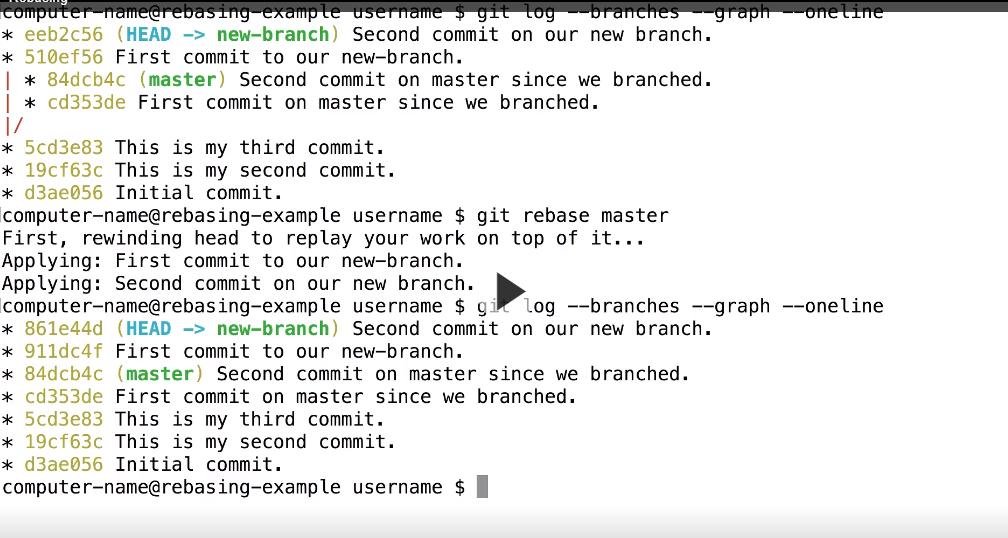 Rebasing
computer-name@rebasing-example username $ git log --branches --graph --oneline
* eeb2c56 (HEAD -> new-branch) Second commit on our new branch.
* 510ef56 First commit to our new-branch.
| * 84dcb4c (master) Second commit on master since we branched.
| * cd353de First commit on master since we branched.
|/
* 5cd3e83 This is my third commit.
* 19cf63c This is my second commit.
* d3ae056 Initial commit.
computer-name@rebasing-example username $ git rebase master
First, rewinding head to replay your work on top of it...
Applying: First commit to our new-branch.
Applying: Second commit on our new branch.
computer-name@rebasing-example username $ git log --branches --graph --oneline
* 861e44d (HEAD -> new-branch) Second commit on our new branch.
* 911dc4f First commit to our new-branch.
* 84dcb4c (master) Second commit on master since we branched.
* cd353de First commit on master since we branched.
* 5cd3e83 This is my third commit.
* 19cf63c This is my second commit.
* d3ae056 Initial commit.
computer-name@rebasing-example username $